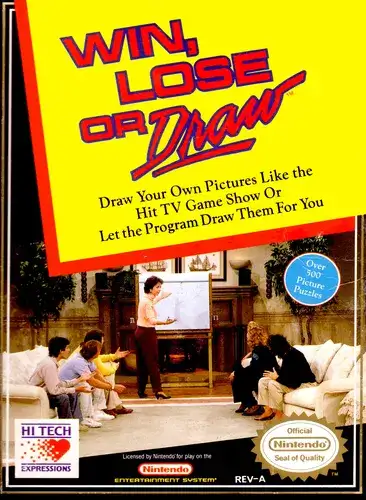 WIN,
LOSE
OR Draw™
Draw Your Own Pictures Like the
Hit TV Game Show Or
Let the Program Draw Them For You
Over
500
Picture
Puzzles
HI TECH
EXPRESSIONS
Licensed by Nintendo for play on the
Nintendo
ENTERTAINMENT SYSTEM®
REV-A
Official
Nintendo
Seal of Quality
TM